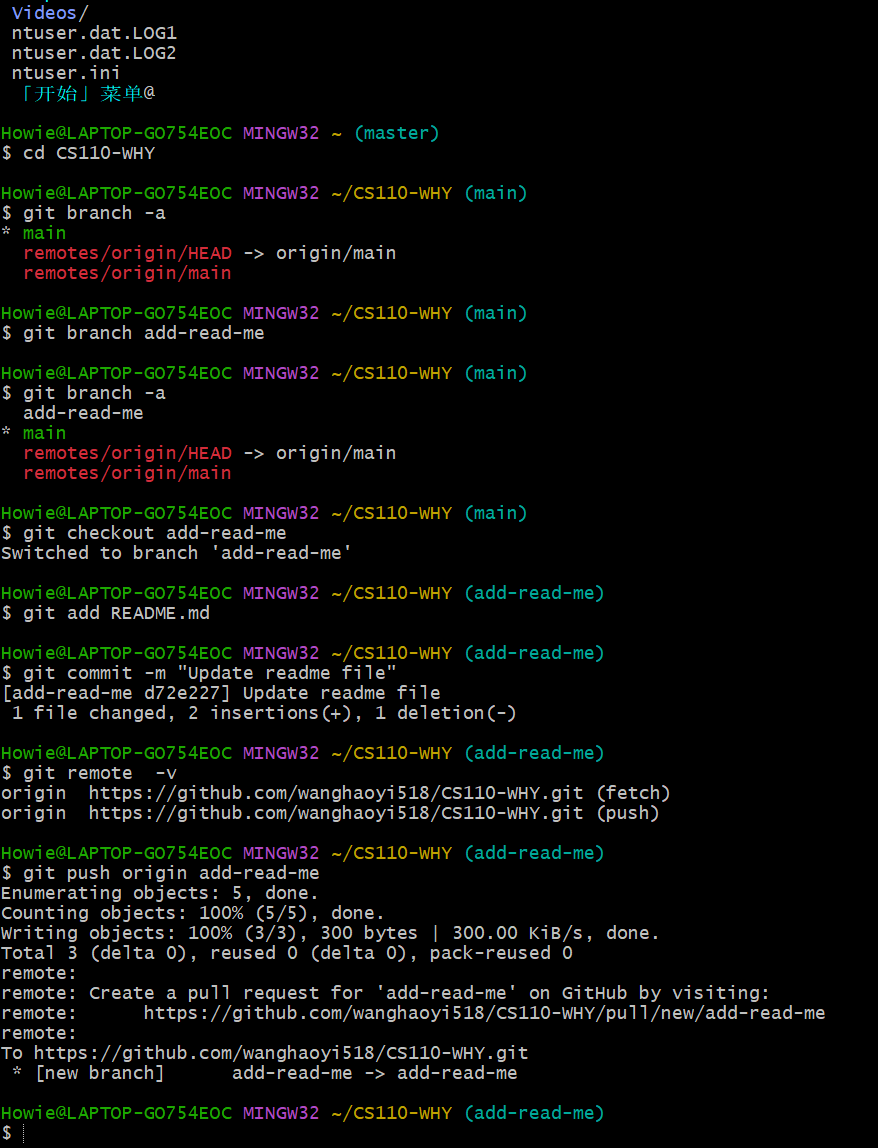 Videos/
ntuser.dat.LOG1
ntuser.dat.LOG2
ntuser.ini
「开始」菜单@
Howie@LAPTOP-GO754EOC MINGW32 ~ (master)
$ cd CS110-WHY
Howie@LAPTOP-GO754EOC MINGW32 ~/CS110-WHY (main)
$ git branch -a
* main
remotes/origin/HEAD -> origin/main
remotes/origin/main
Howie@LAPTOP-GO754EOC MINGW32 ~/CS110-WHY (main)
$ git branch add-read-me
Howie@LAPTOP-GO754EOC MINGW32 ~/CS110-WHY (main)
$ git branch -a
add-read-me
* main
remotes/origin/HEAD -> origin/main
remotes/origin/main
Howie@LAPTOP-GO754EOC MINGW32 ~/CS110-WHY (main)
$ git checkout add-read-me
Switched to branch 'add-read-me'
Howie@LAPTOP-GO754EOC MINGW32 ~/CS110-WHY (add-read-me)
$ git add README.md
Howie@LAPTOP-GO754EOC MINGW32 ~/CS110-WHY (add-read-me)
$ git commit -m "Update readme file"
[add-read-me d72e227] Update readme file
1 file changed, 2 insertions(+), 1 deletion(-)
Howie@LAPTOP-GO754EOC MINGW32 ~/CS110-WHY (add-read-me)
$ git remote  -v
origin  https://github.com/wanghaoyi518/CS110-WHY.git (fetch)
origin  https://github.com/wanghaoyi518/CS110-WHY.git (push)
Howie@LAPTOP-GO754EOC MINGW32 ~/CS110-WHY (add-read-me)
$ git push origin add-read-me
Enumerating objects: 5, done.
Counting objects: 100% (5/5), done.
Writing objects: 100% (3/3), 300 bytes | 300.00 KiB/s, done.
Total 3 (delta 0), reused 0 (delta 0), pack-reused 0
remote:
remote: Create a pull request for 'add-read-me' on GitHub by visiting:
remote:      https://github.com/wanghaoyi518/CS110-WHY/pull/new/add-read-me
remote:
To https://github.com/wanghaoyi518/CS110-WHY.git
* [new branch]      add-read-me -> add-read-me
Howie@LAPTOP-GO754EOC MINGW32 ~/CS110-WHY (add-read-me)
$